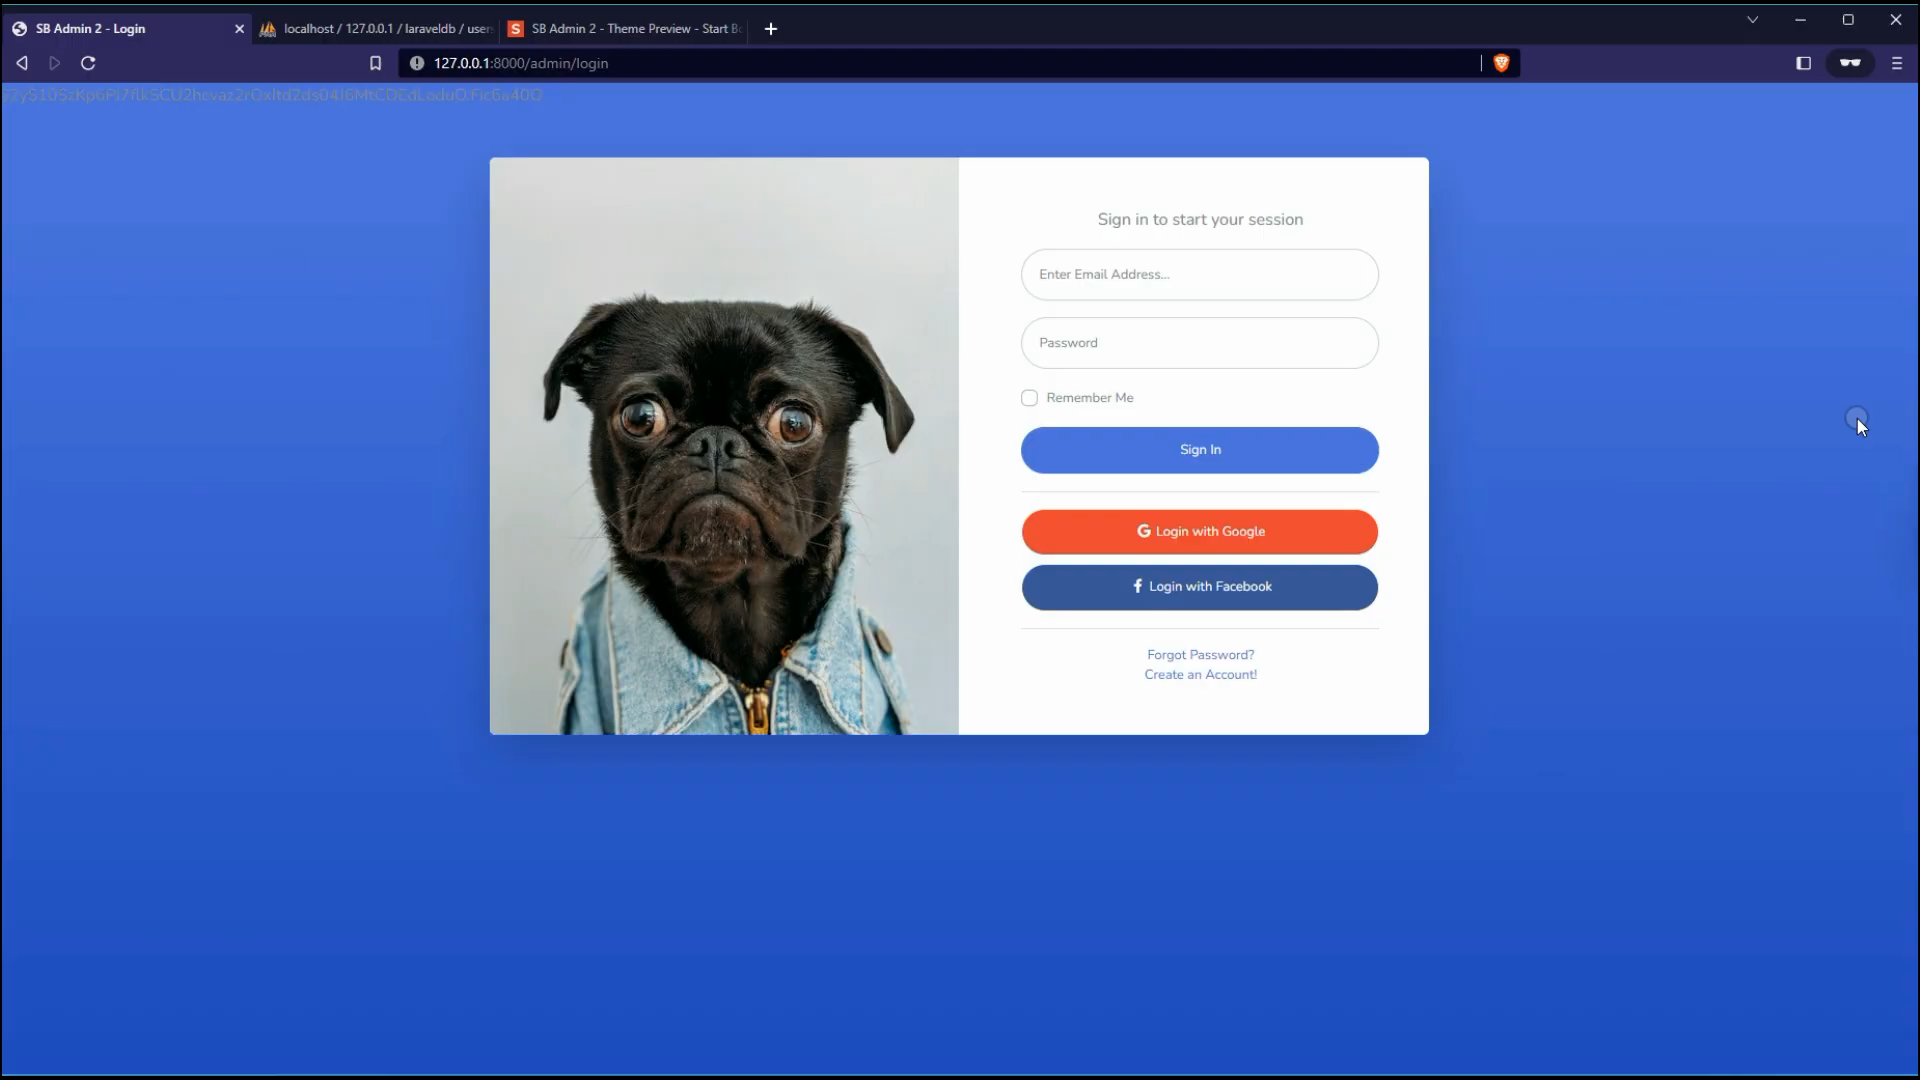 SB Admin 2 - Login
localhost / 127.0.0.1 / laraveldb / users
SB Admin 2 - Theme Preview - Start Bo
127.0.0.1:8000/admin/login
Sign in to start your session
Enter Email Address...
Password
Remember Me
Sign In
Login with Google
Login with Facebook
Forgot Password?
Create an Account!